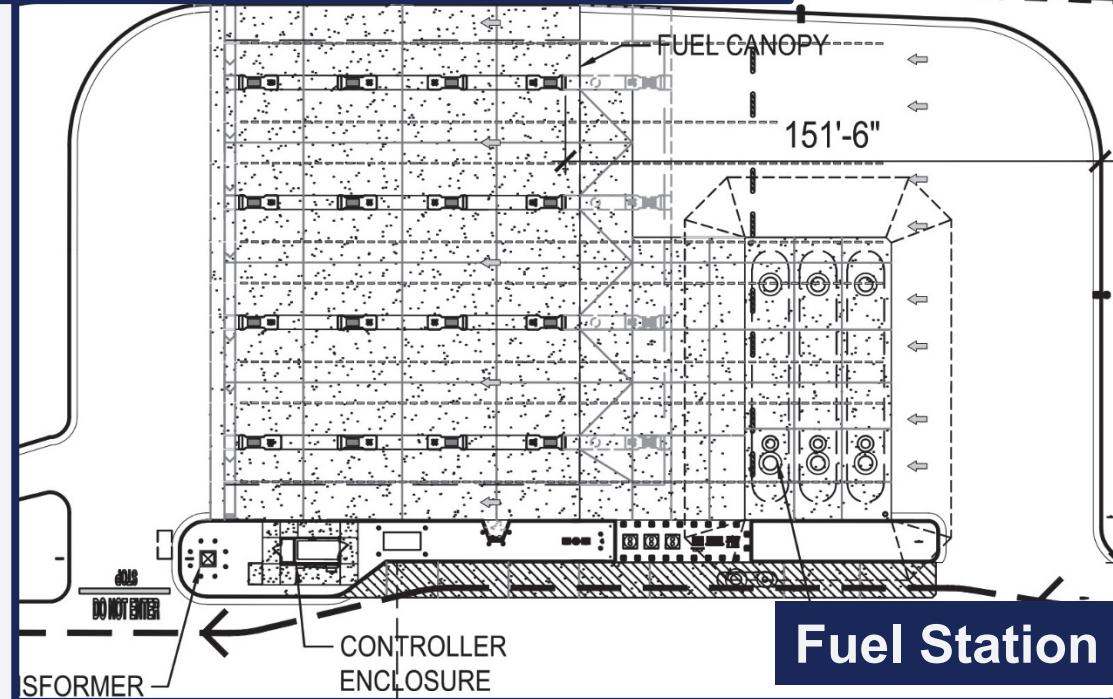 FUEL CANOPY
151'-6"
STOP
DO NOT ENTER
CONTROLLER
ENCLOSURE
SFORMER
Fuel Station